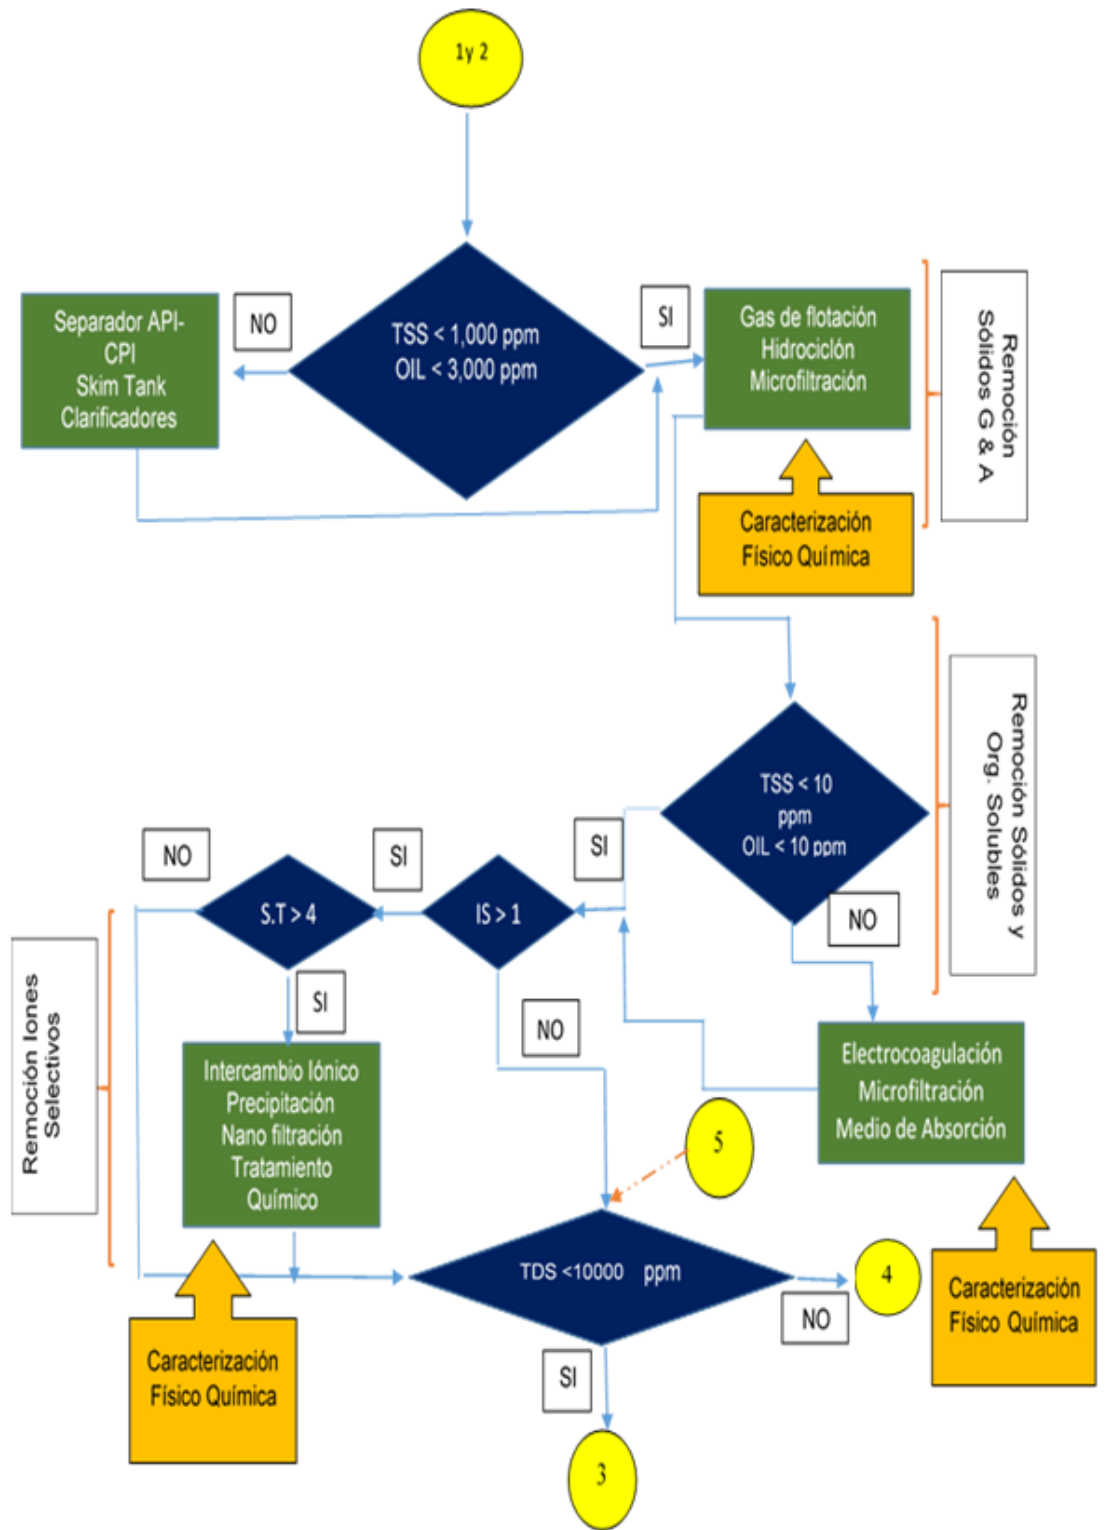 1y 2
TSS < 1,000 ppm
OIL < 3,000 ppm
NO
SI
Separador API-
CPI
Skim Tank
Clarificadores
Gas de flotación
Hidrociclón
Microfiltración
Remoción
Sólidos G & A
Caracterización
Físico Química
TSS < 10
ppm
OIL < 10 ppm
Remoción Sólidos y
Org. Solubles
SI
NO
IS > 1
SI
S.T > 4
NO
SI
NO
Remoción Iones
Selectivos
Intercambio Iónico
Precipitación
Nano filtración
Tratamiento
Químico
Electrocoagulación
Microfiltración
Medio de Absorción
5
TDS <10000 ppm
4
NO
SI
Caracterización
Físico Química
Caracterización
Físico Química
3